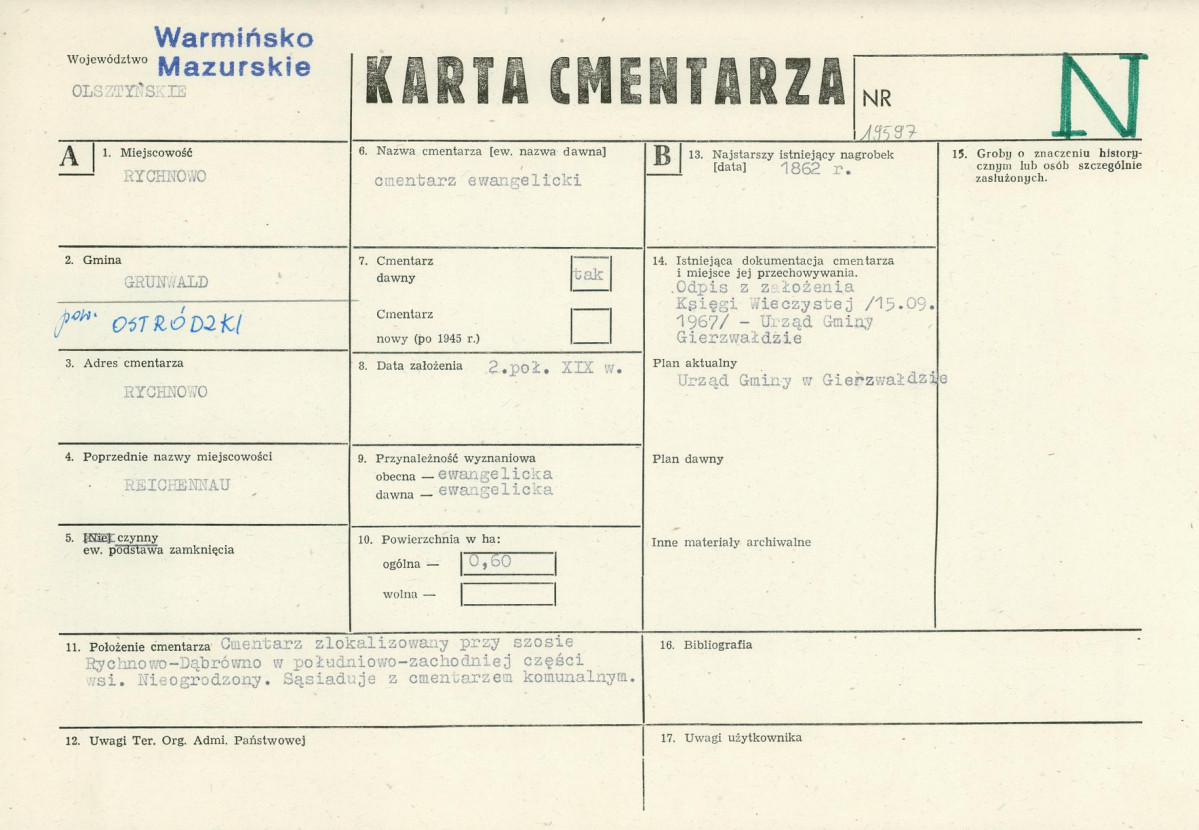 Warmińsko
Województwo Mazurskie
OLSZTYŃSKIE
KARTA CMENTARZA
NR
19597
N
A
1. Miejscowość
RYCHNOWO
2. Gmina
GRUNWALD
pow. OSTRÓDZKI
3. Adres cmentarza
RYCHNOWO
4. Poprzednie nazwy miejscowości
REICHENNAU
5. [Nie] czynny
ew. podstawa zamknięcia
6. Nazwa cmentarza [ew. nazwa dawna]
cmentarz ewangelicki
7. Cmentarz
dawny
tak
Cmentarz
nowy (po 1945 r.)
8. Data założenia 2.poł. XIX w.
9. Przynależność wyznaniowa
obecna — ewangelicka
dawna — ewangelicka
10. Powierzchnia w ha:
ogólna — 0,60
wolna —
11. Położenie cmentarza Cmentarz zlokalizowany przy szosie
Rychnowo-Dąbrówno w południowo-zachodniej części
wsi. Nieogrodzony. Sąsiaduje z cmentarzem komunalnym.
12. Uwagi Ter. Org. Admi. Państwowej
B
13. Najstarszy istniejący nagrobek
[data] 1862 r.
14. Istniejąca dokumentacja cmentarza
i miejsce jej przechowywania.
Odpis z założenia
Księgi Wieczystej /15.09.
1967/ - Urząd Gminy
Gierzwałdzie
Plan aktualny
Urząd Gminy w Gierzwałdzie
Plan dawny
Inne materiały archiwalne
15. Groby o znaczeniu history-
cznym lub osób szczególnie
zasłużonych.
16. Bibliografia
17. Uwagi użytkownika